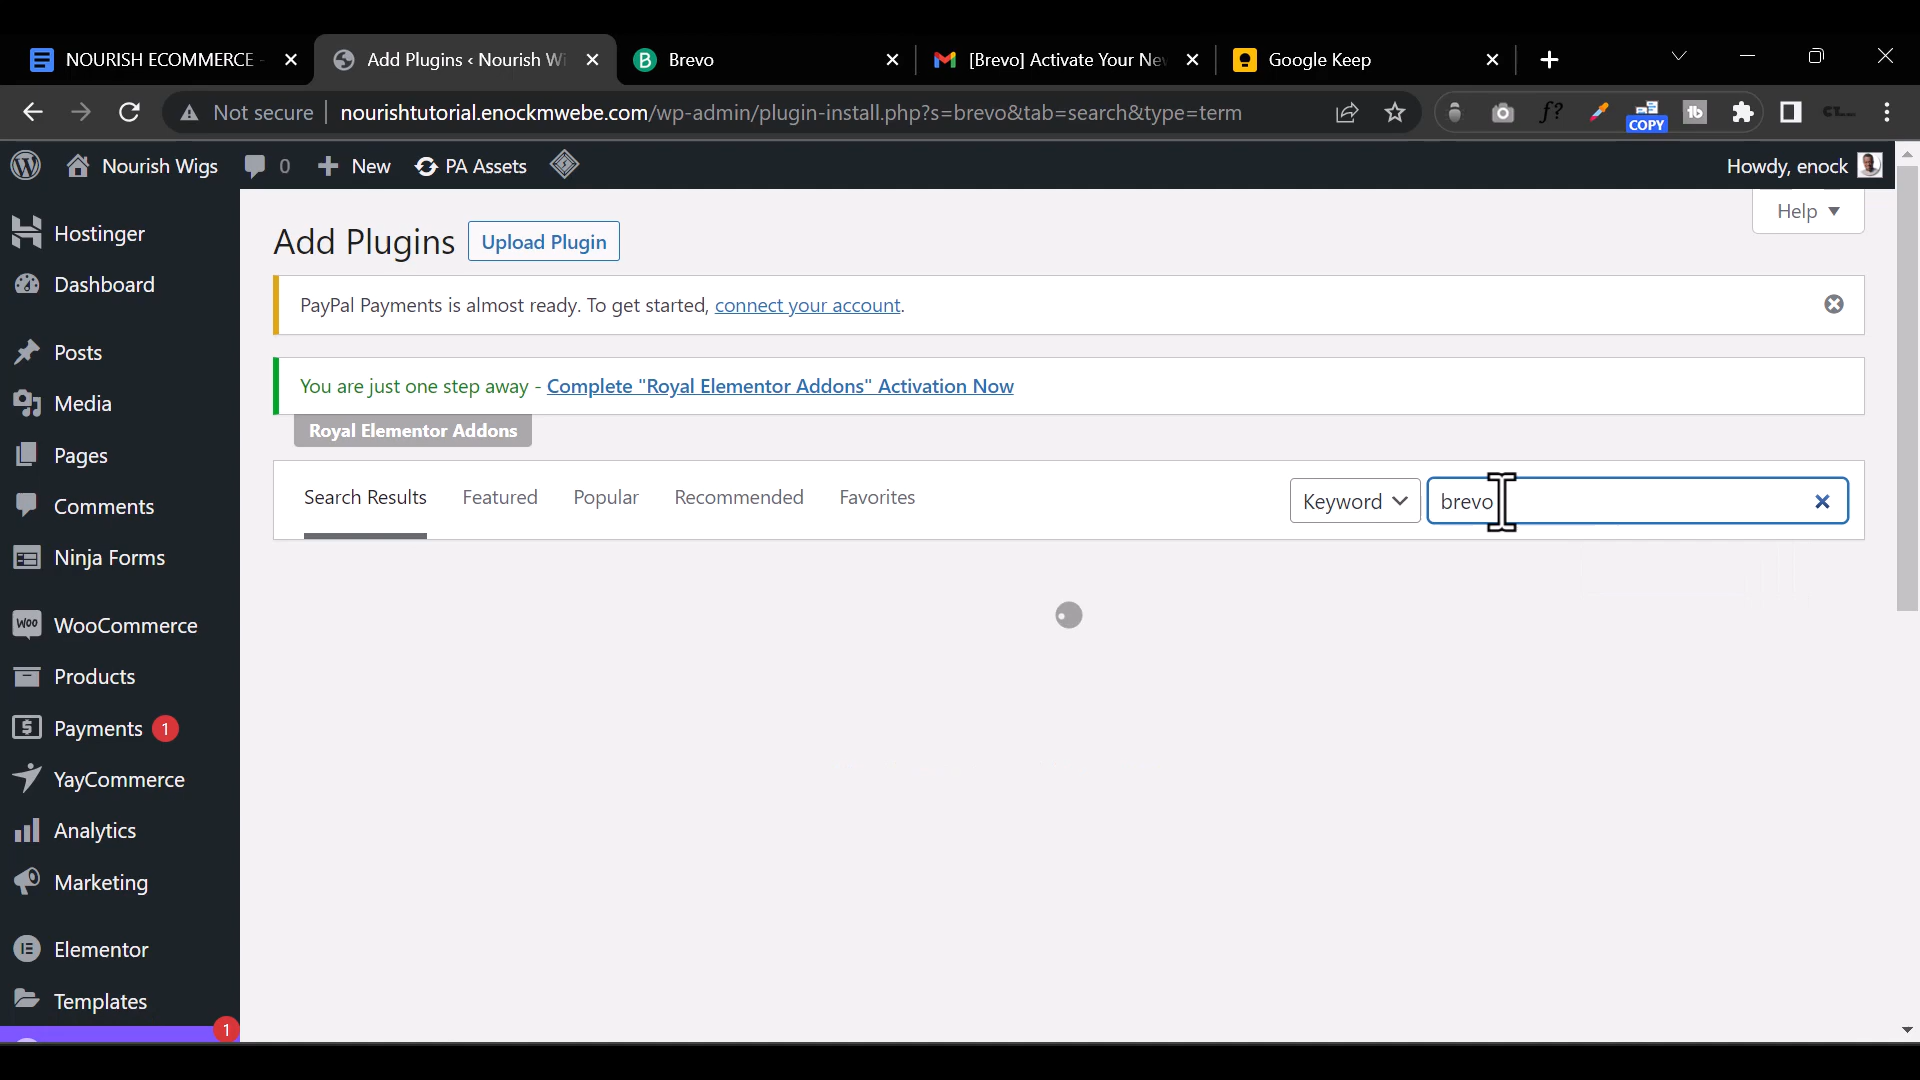 NOURISH ECOMMERCE
Add Plugins ‹ Nourish Wi
Brevo
[Brevo] Activate Your Ne
Google Keep
Not secure
nourishtutorial.enockmwebe.com/wp-admin/plugin-install.php?s=brevo&tab=search&type=term
f?
COPY
tb
Nourish Wigs
0
New
PA Assets
Howdy, enock
Help
Hostinger
Dashboard
Posts
Media
Pages
Comments
Ninja Forms
WooCommerce
Products
Payments 1
YayCommerce
Analytics
Marketing
Elementor
Templates
1
Add Plugins
Upload Plugin
PayPal Payments is almost ready. To get started, connect your account.
You are just one step away - Complete "Royal Elementor Addons" Activation Now
Royal Elementor Addons
Search Results
Featured
Popular
Recommended
Favorites
Keyword
brevo